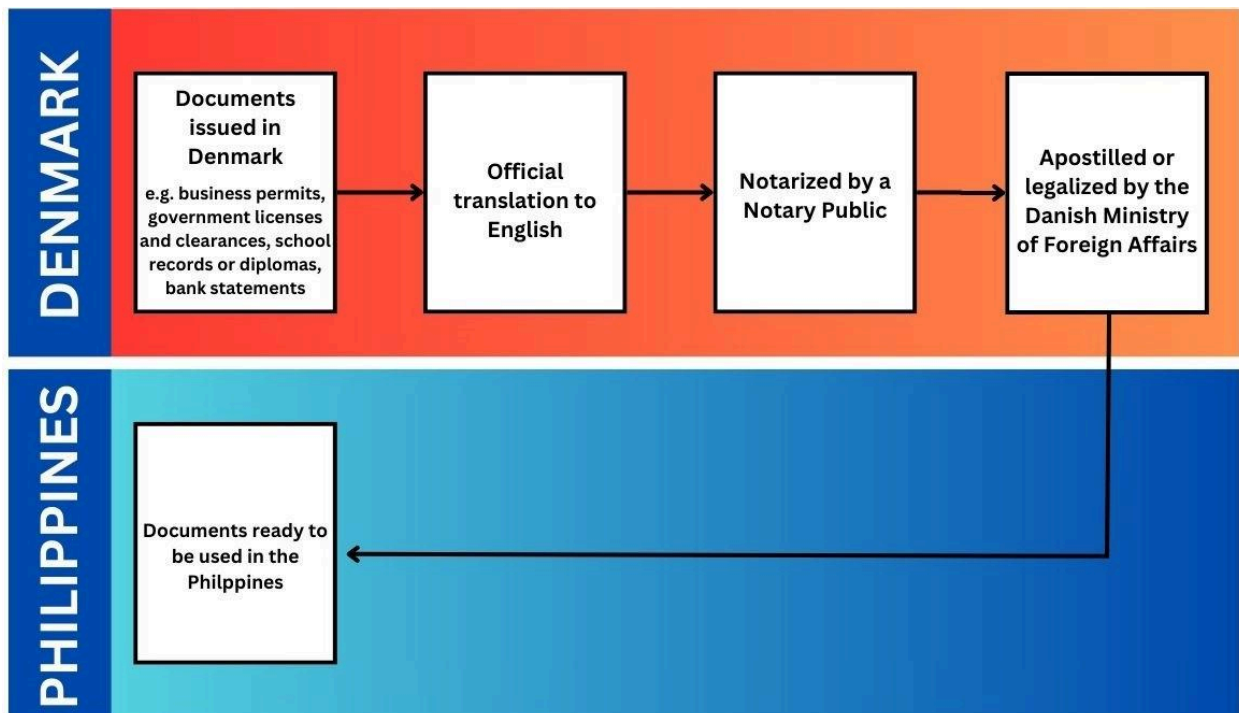 DENMARK
Documents
issued in
Denmark
e.g. business permits,
government licenses
and clearances, school
records or diplomas,
bank statements
Official
translation to
English
Notarized by a
Notary Public
Apostilled or
legalized by the
Danish Ministry
of Foreign Affairs
PHILIPPINES
Documents ready to
be used in the
Philppines